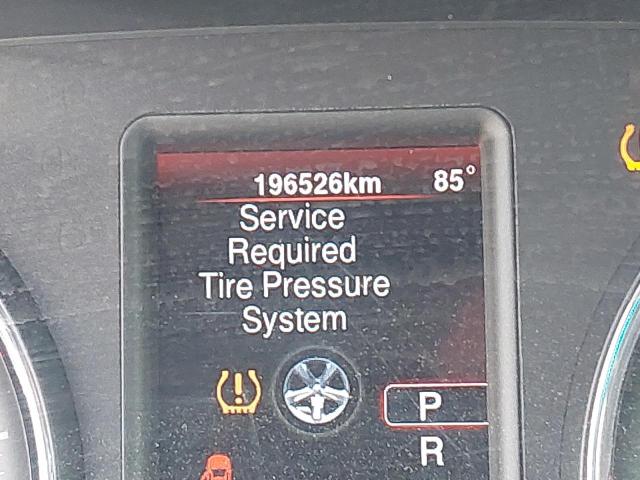 196526km 85°
Service
Required
Tire Pressure
System
P
R